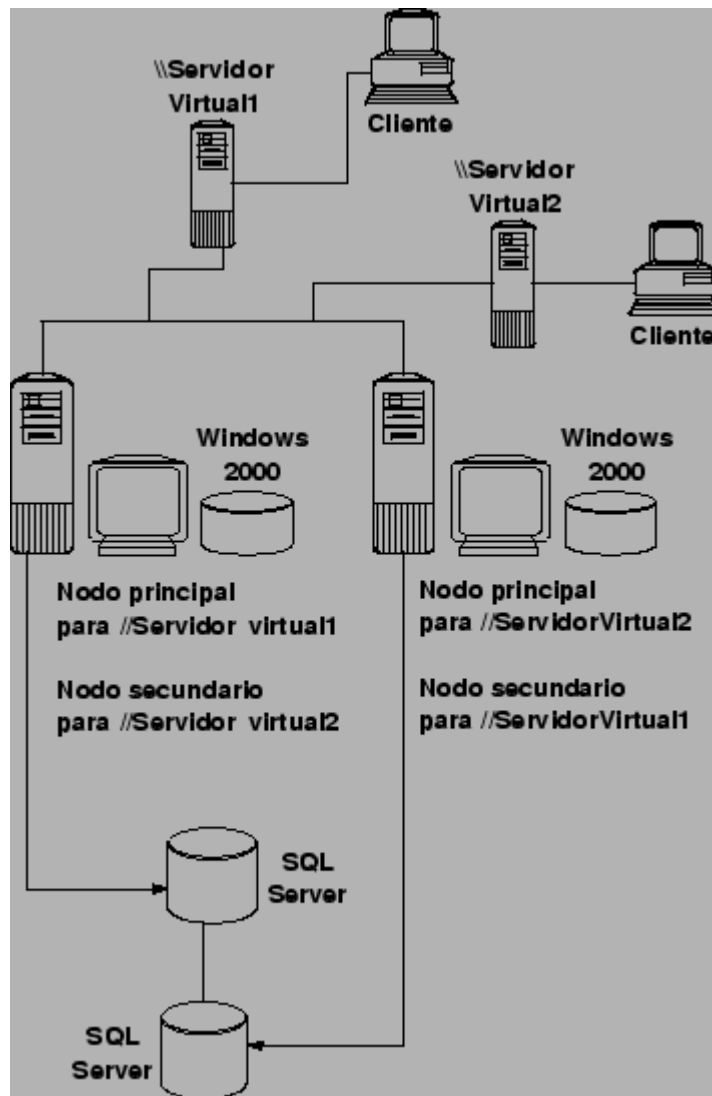 \\Servidor
Virtual1
Cliente
\\Servidor
Virtual2
Cliente
Windows
2000
Windows
2000
Nodo principal
para //Servidor virtual1
Nodo secundario
para //Servidor virtual2
Nodo principal
para //ServidorVirtual2
Nodo secundario
para //ServidorVirtual1
SQL
Server
SQL
Server